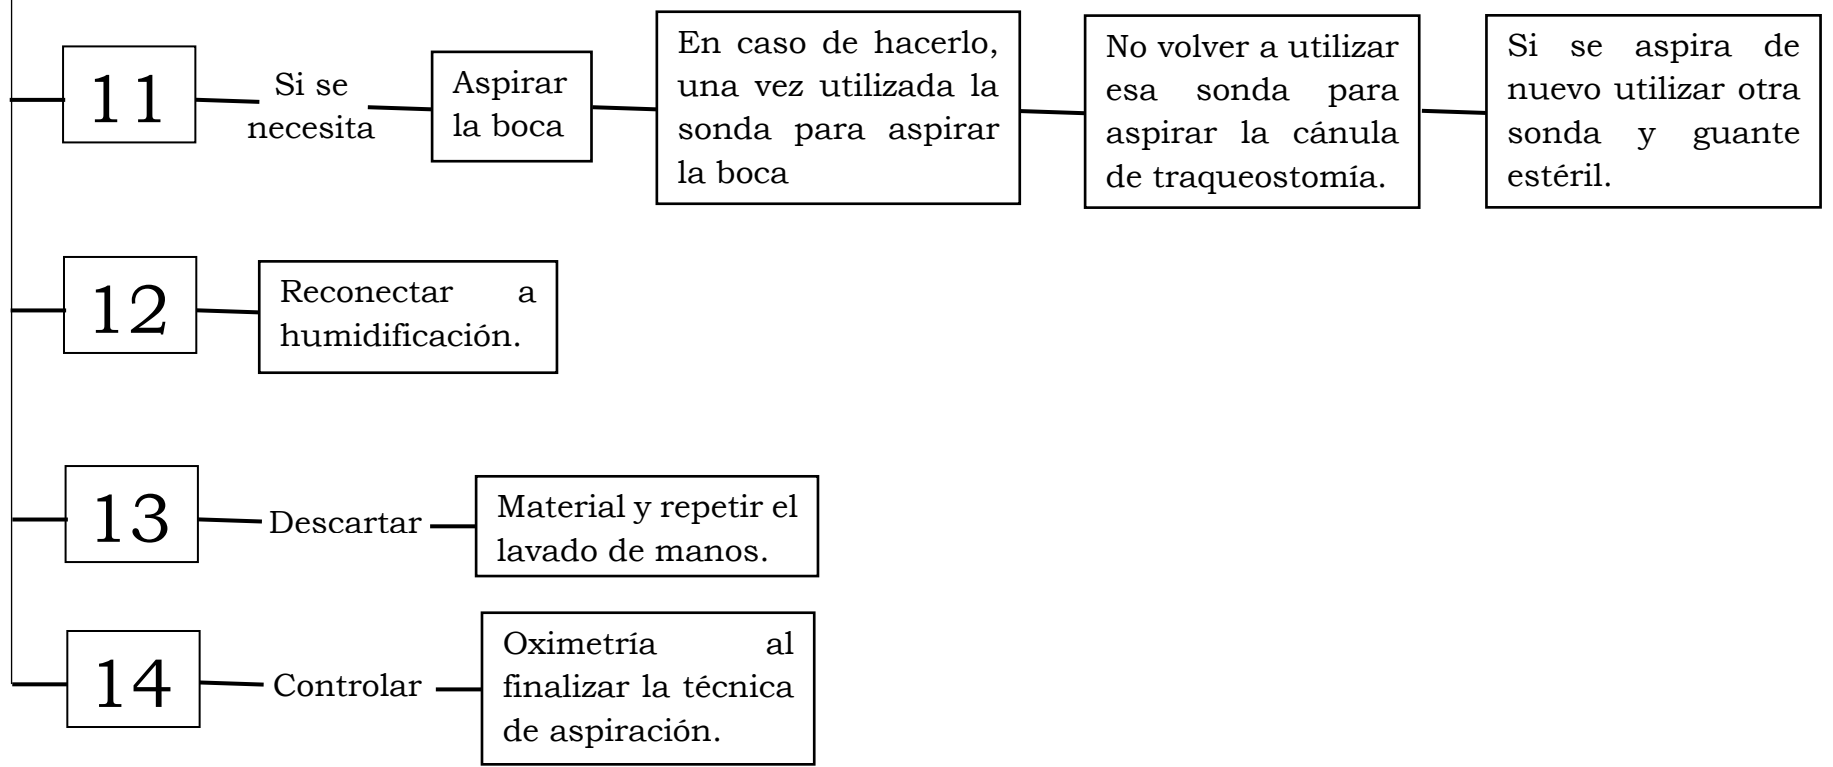 11
Si se
necesita
Aspirar
la boca
En caso de hacerlo,
una vez utilizada la
sonda para aspirar
la boca
No volver a utilizar
esa sonda para
aspirar la cánula
de traqueostomía.
Si se aspira de
nuevo utilizar otra
sonda y guante
estéril.
12
Reconectar a
humidificación.
13
Descartar
Material y repetir el
lavado de manos.
14
Controlar
Oximetría al
finalizar la técnica
de aspiración.